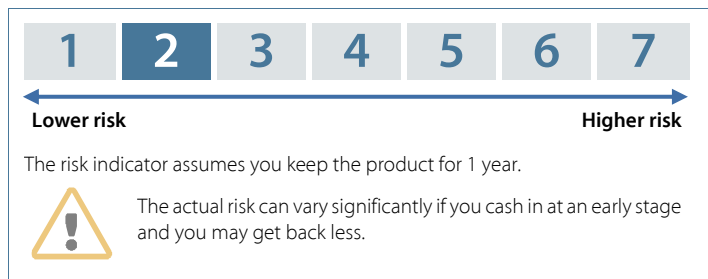 1 2 3 4 5 6 7
Lower risk Higher risk
The risk indicator assumes you keep the product for 1 year.
The actual risk can vary significantly if you cash in at an early stage
and you may get back less.